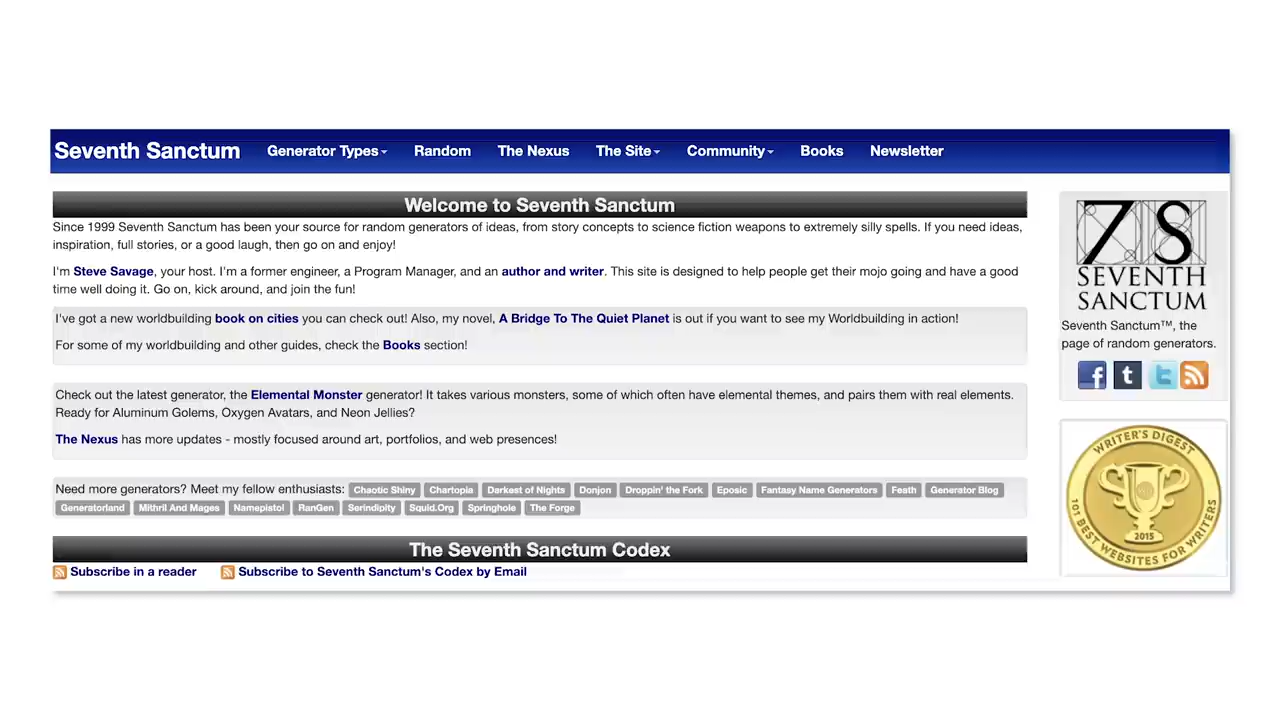 Seventh Sanctum Generator Types Random The Nexus The Site Community Books Newsletter
Welcome to Seventh Sanctum
Since 1999 Seventh Sanctum has been your source for random generators of ideas, from story concepts to science fiction weapons to extremely silly spells. If you need ideas,
inspiration, full stories, or a good laugh, then go on and enjoy!
I'm Steve Savage, your host. I'm a former engineer, a Program Manager, and an author and writer. This site is designed to help people get their mojo going and have a good
time well doing it. Go on, kick around, and join the fun!
I've got a new worldbuilding book on cities you can check out! Also, my novel, A Bridge To The Quiet Planet is out if you want to see my Worldbuilding in action!
For some of my worldbuilding and other guides, check the Books section!
Check out the latest generator, the Elemental Monster generator! It takes various monsters, some of which often have elemental themes, and pairs them with real elements.
Ready for Aluminum Golems, Oxygen Avatars, and Neon Jellies?
The Nexus has more updates - mostly focused around art, portfolios, and web presences!
Need more generators? Meet my fellow enthusiasts: Chaotic Shiny Chartopia Darkest of Nights Donjon Droppin' the Fork Eposic Fantasy Name Generators Feath Generator Blog
Generatorland Mithril And Mages Namepistol RanGen Serindipity Squid.Org Springhole The Forge
The Seventh Sanctum Codex
Subscribe in a reader Subscribe to Seventh Sanctum's Codex by Email
7S
SEVENTH
SANCTUM
Seventh Sanctum™, the
page of random generators.
f t t
WRITER'S DIGEST
2015
101 BEST WEBSITES FOR WRITERS